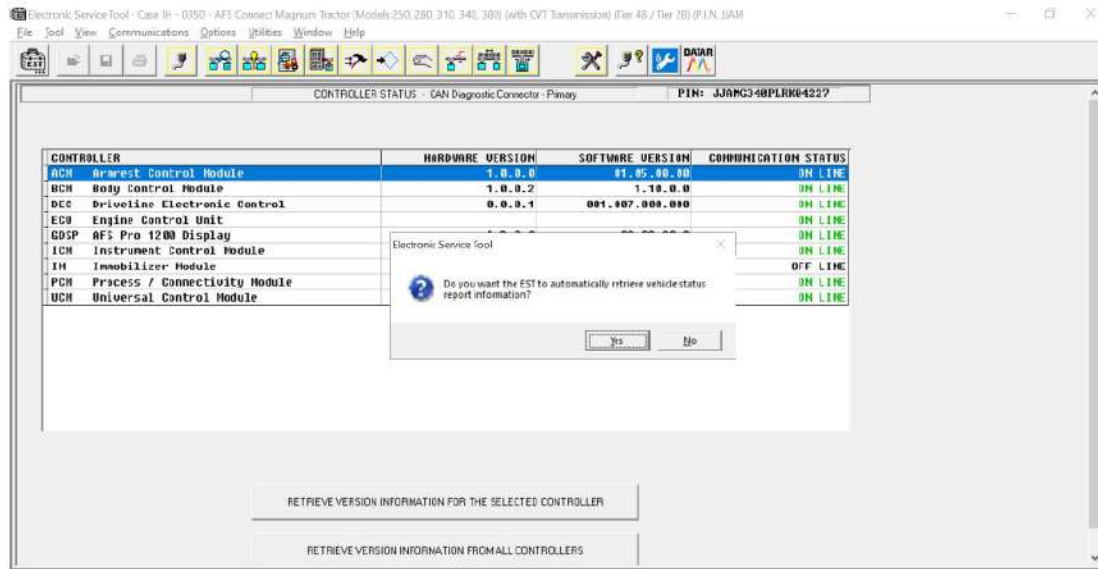 Electronic Service Tool - Case IH - 0350 - AFS Connect Magnum Tractor (Models 250, 280, 310, 340, 380) (with CVT Transmission) (Tier 4B / Tier 2B) (P.I.N. JJAM
File Tool View Communications Options Utilities Window Help
EST
DATAR
CONTROLLER STATUS - CAN Diagnostic Connector - Primary PIN: JJAMG340PLRK04227
CONTROLLER HARDWARE VERSION SOFTWARE VERSION COMMUNICATION STATUS
ACM Armrest Control Module 1.0.0.0 01.05.00.00 ON LINE
BCM Body Control Module 1.0.0.2 1.10.0.0 ON LINE
DEC Driveline Electronic Control 0.0.0.1 001.007.000.000 ON LINE
ECU Engine Control Unit ON LINE
GDSP AFS Pro 1200 Display ON LINE
ICM Instrument Control Module ON LINE
IM Immobilizer Module OFF LINE
PCM Process / Connectivity Module ON LINE
UCM Universal Control Module ON LINE
Electronic Service Tool
Do you want the EST to automatically retrieve vehicle status
report information?
Yes No
RETRIEVE VERSION INFORMATION FOR THE SELECTED CONTROLLER
RETRIEVE VERSION INFORMATION FROM ALL CONTROLLERS